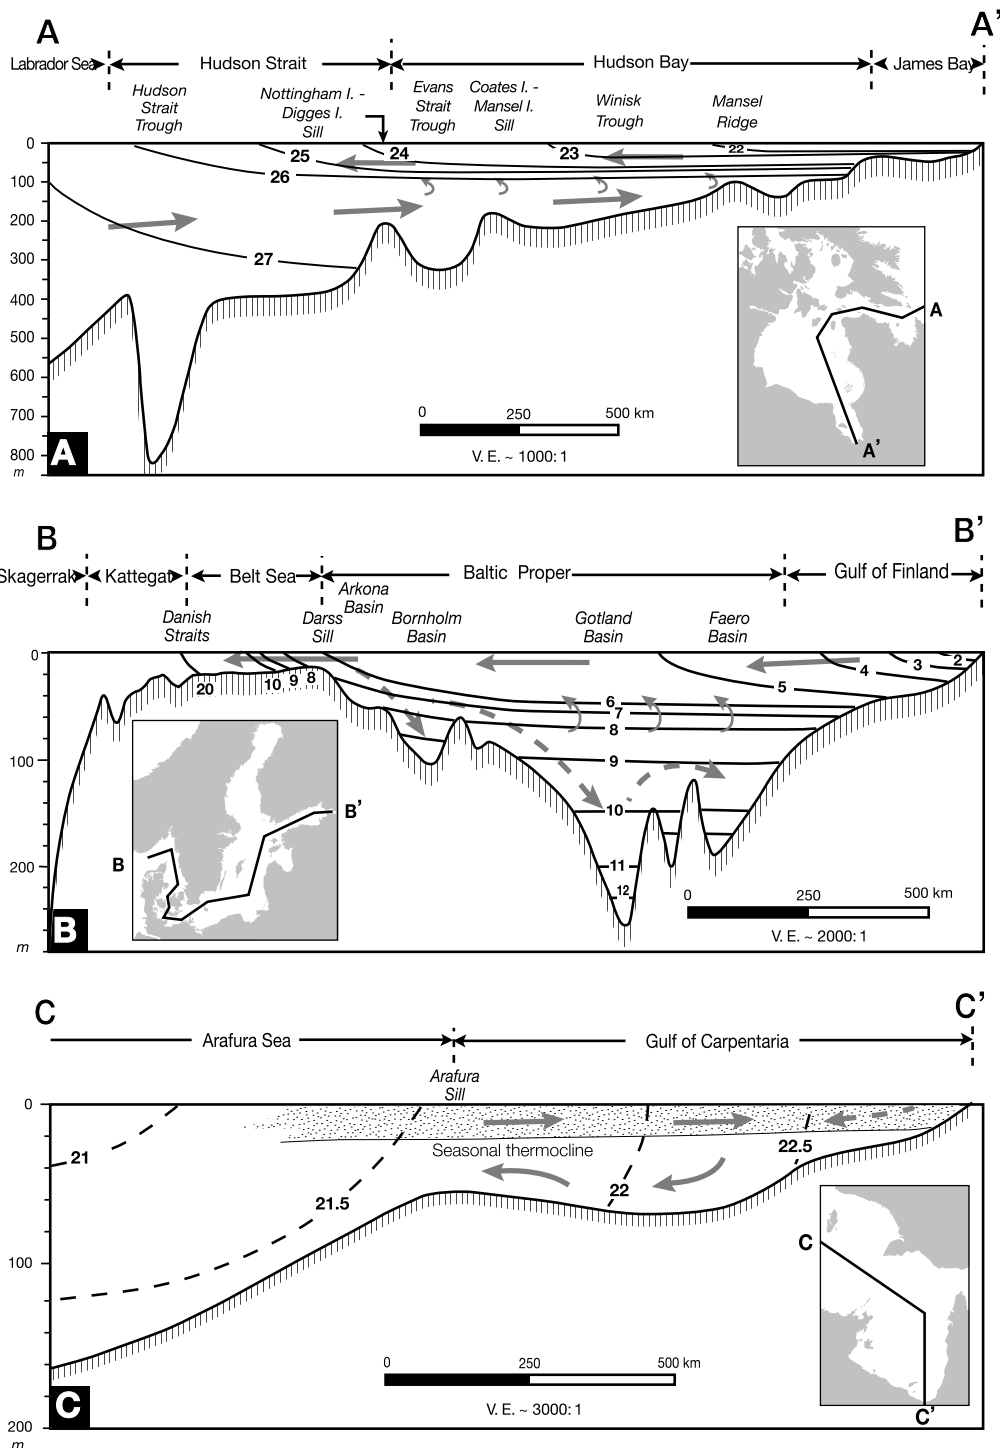 A
A'
Labrador Sea
Hudson Strait
Hudson Bay
James Bay
Hudson
Strait
Trough
Nottingham I. -
Digges I.
Sill
Evans
Strait
Trough
Coates I. -
Mansel I.
Sill
Winisk
Trough
Mansel
Ridge
0
100
200
300
400
500
600
700
800
m
25
24
23
22
26
27
0
250
500 km
V. E. ~ 1000: 1
A
A'
A
B
B'
Skagerrak
Kattegat
Belt Sea
Baltic Proper
Gulf of Finland
Danish
Straits
Darss
Sill
Arkona
Basin
Bornholm
Basin
Gotland
Basin
Faero
Basin
0
100
200
m
20
10
9
8
6
7
8
9
10
11
12
5
4
3
2
B
B'
0
250
500 km
V. E. ~ 2000: 1
B
C
C'
Arafura Sea
Gulf of Carpentaria
Arafura
Sill
0
100
200
m
21
21.5
Seasonal thermocline
22
22.5
C
C'
0
250
500 km
V. E. ~ 3000: 1
C